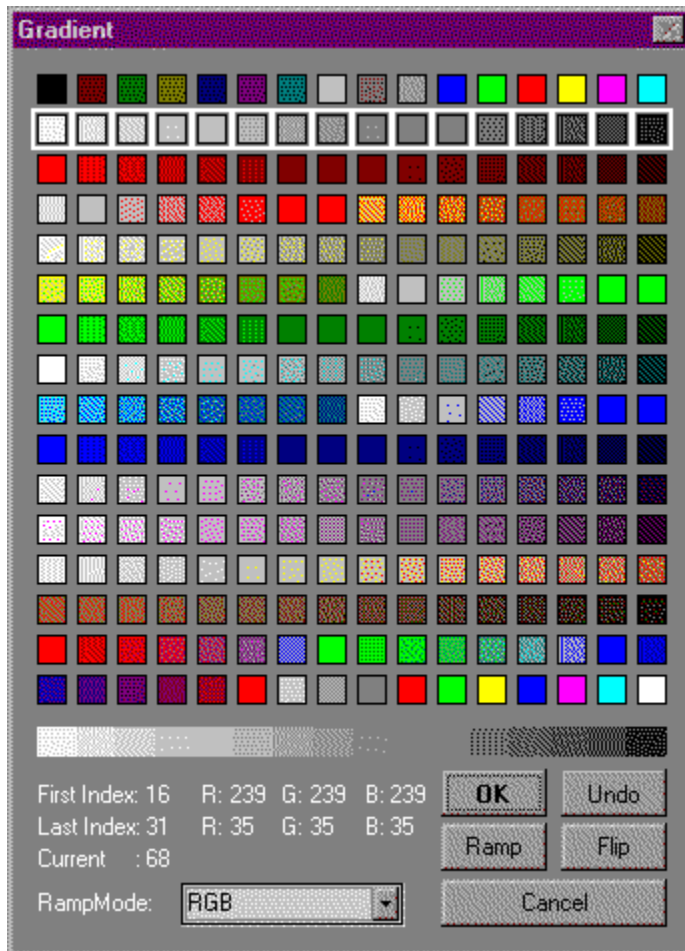 Gradient
First Index: 16 R: 239 G: 239 B: 239
Last Index: 31 R: 35 G: 35 B: 35
Current : 68
OK Undo
Ramp Flip
RampMode: RGB Cancel